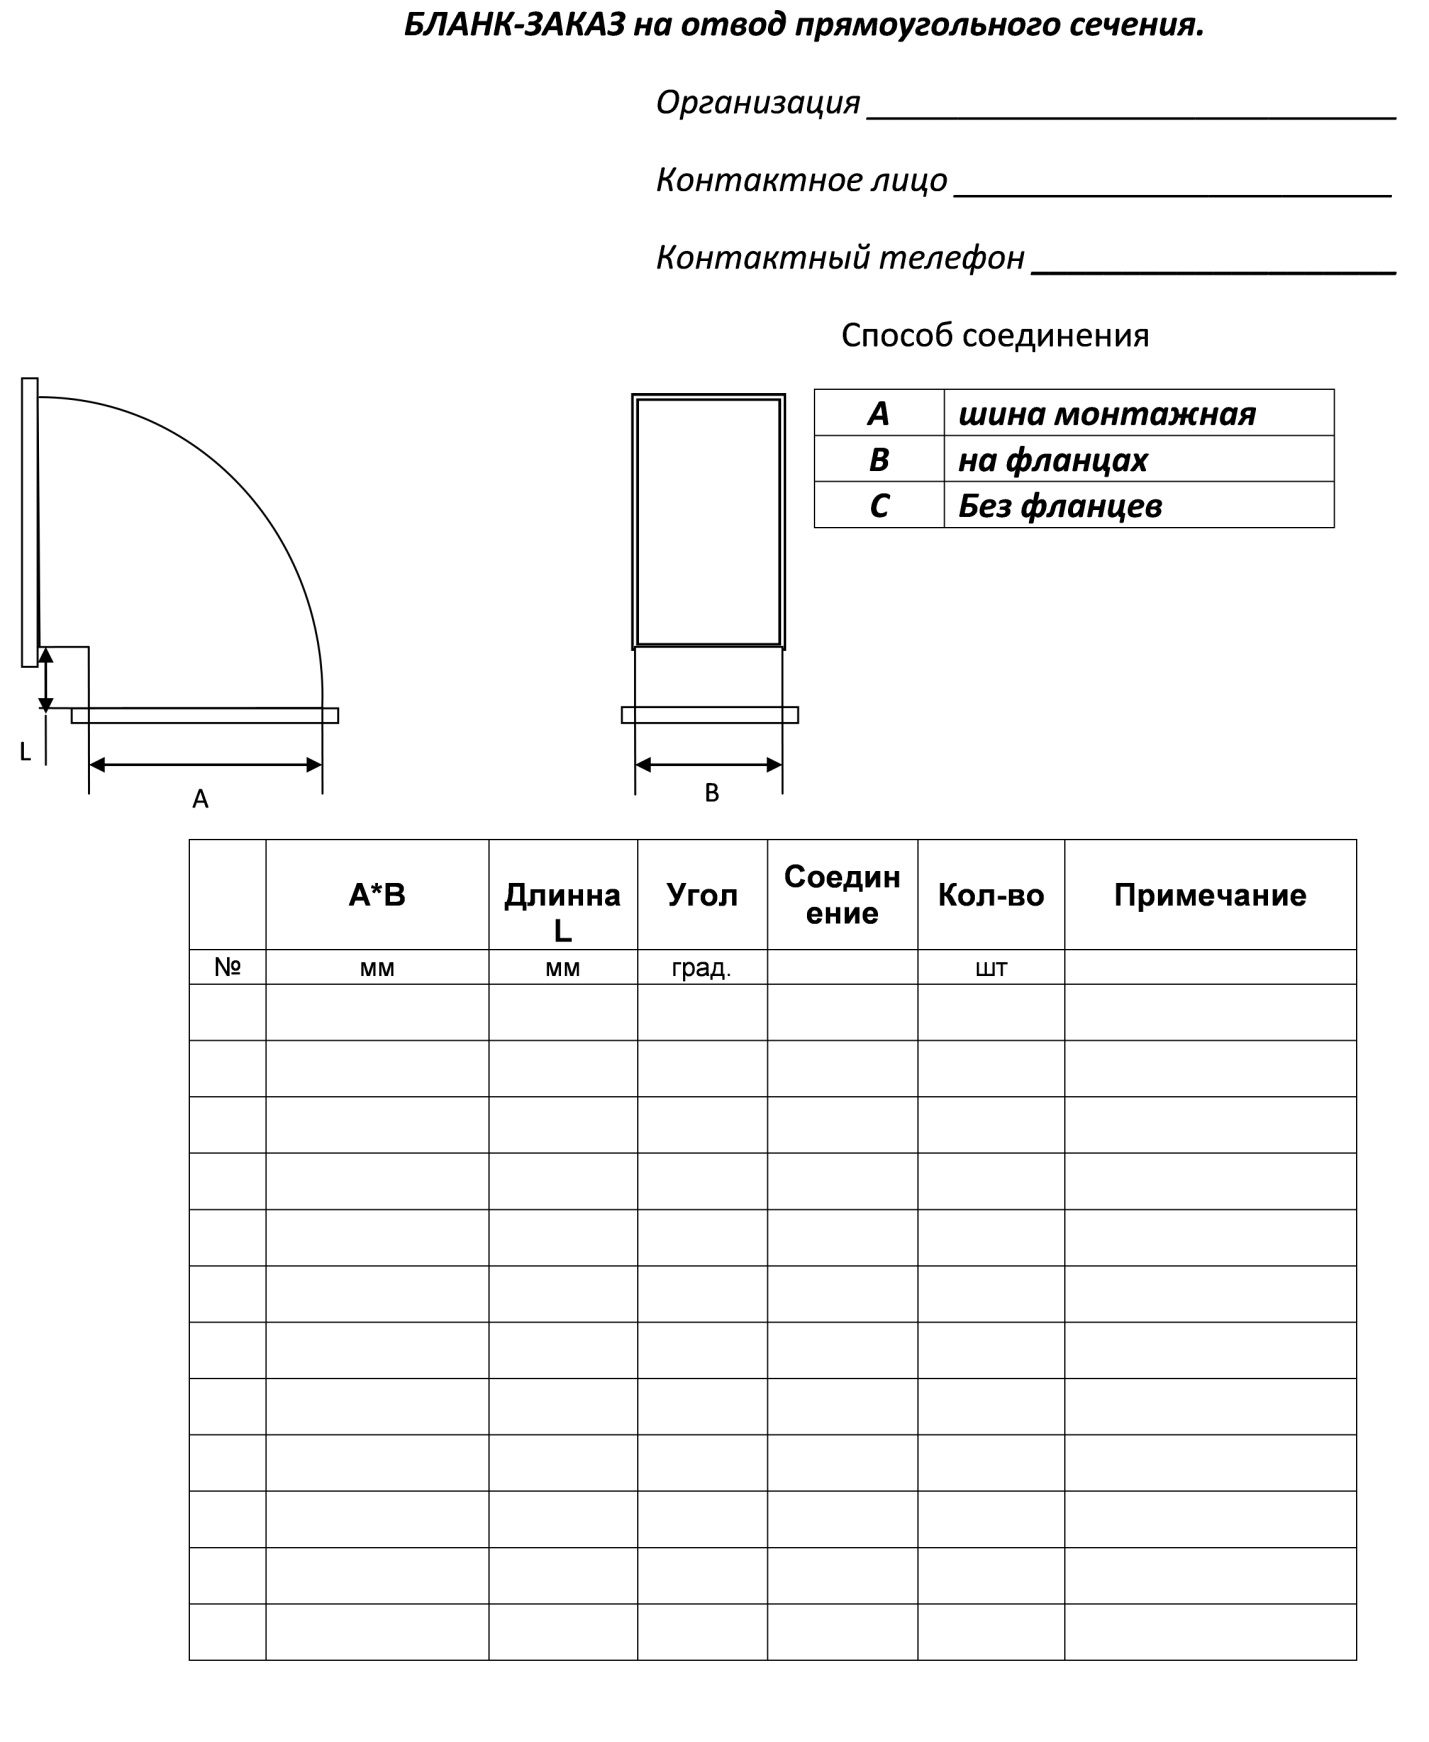 БЛАНК-ЗАКАЗ на отвод прямоугольного сечения.
Организация
Контактное лицо
Контактный телефон
Способ соединения
А шина монтажная
В на фланцах
С Без фланцев
L
A
B
A*B Длинна L Угол Соедин ение Кол-во Примечание
№ мм мм град. шт